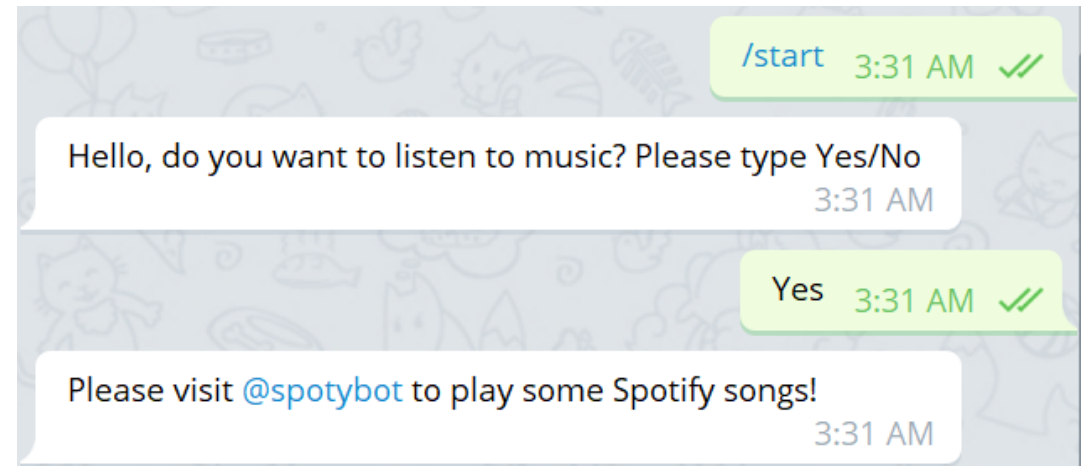 /start 3:31 AM
Hello, do you want to listen to music? Please type Yes/No
3:31 AM
Yes 3:31 AM
Please visit @spotybot to play some Spotify songs!
3:31 AM